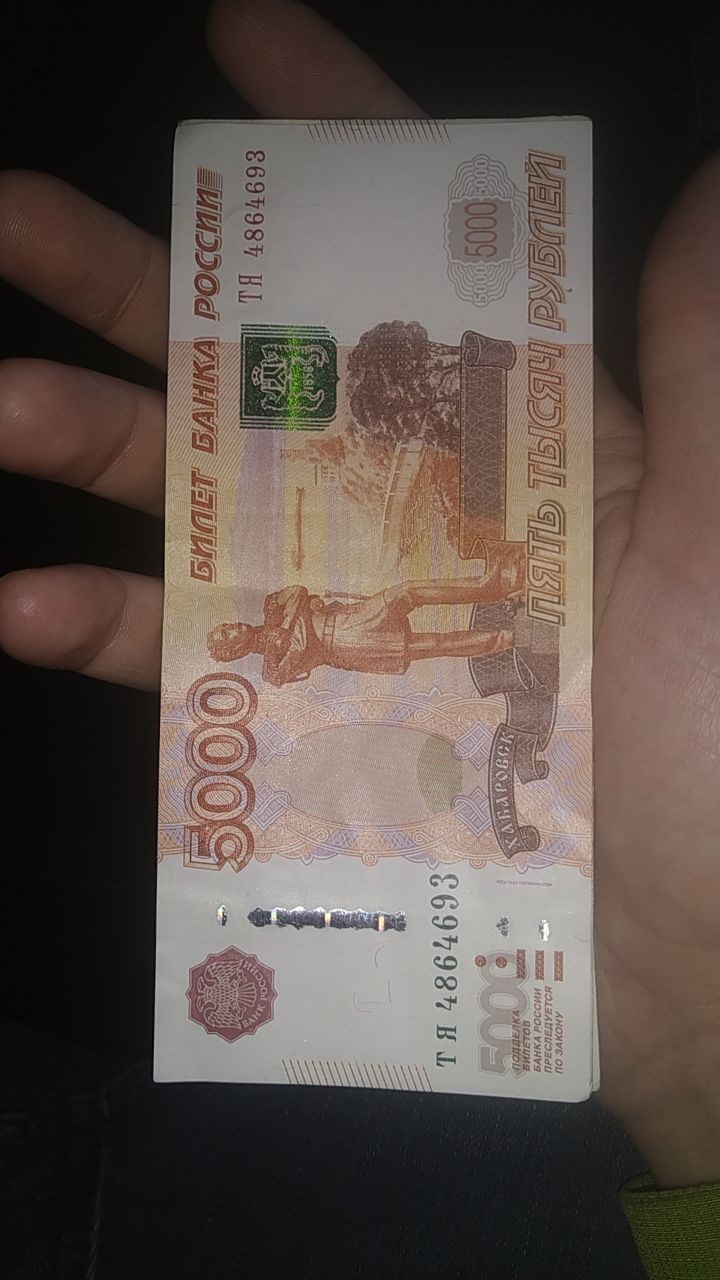 5000
БИЛЕТ БАНКА РОССИИ
БАНК РОССИИ
ТЯ 4864693
1858
ТЯ 4864693
5000
5000 5000 5000
ПОДДЕЛКА
БИЛЕТОВ
БАНКА РОССИИ
ПРЕСЛЕДУЕТСЯ
ПО ЗАКОНУ
ХАБАРОВСК
ПЯТЬ ТЫСЯЧ РУБЛЕЙ